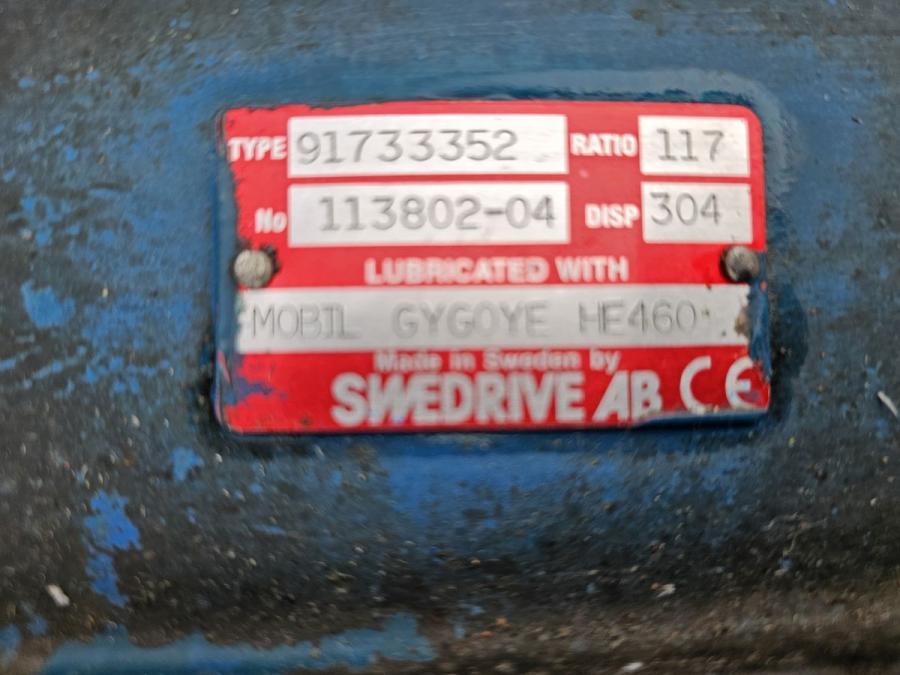 TYPE 91733352 RATIO 117
No 113802-04 DISP 304
LUBRICATED WITH
MOBIL GYGOYE HE460
Made in Sweden by
SWEDRIVE AB CE